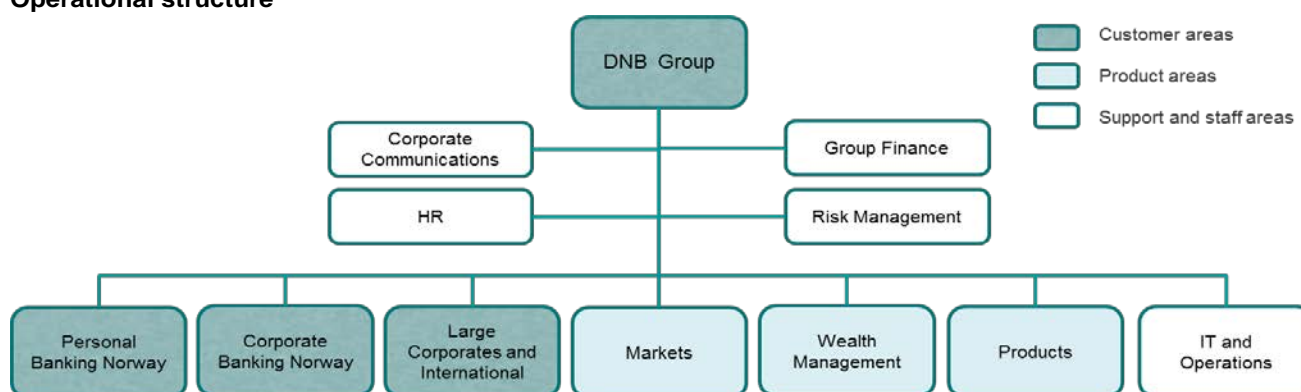 Operational structure
DNB Group
Customer areas
Product areas
Support and staff areas
Corporate
Communications
Group Finance
HR
Risk Management
Personal
Banking Norway
Corporate
Banking Norway
Large
Corporates and
International
Markets
Wealth
Management
Products
IT and
Operations